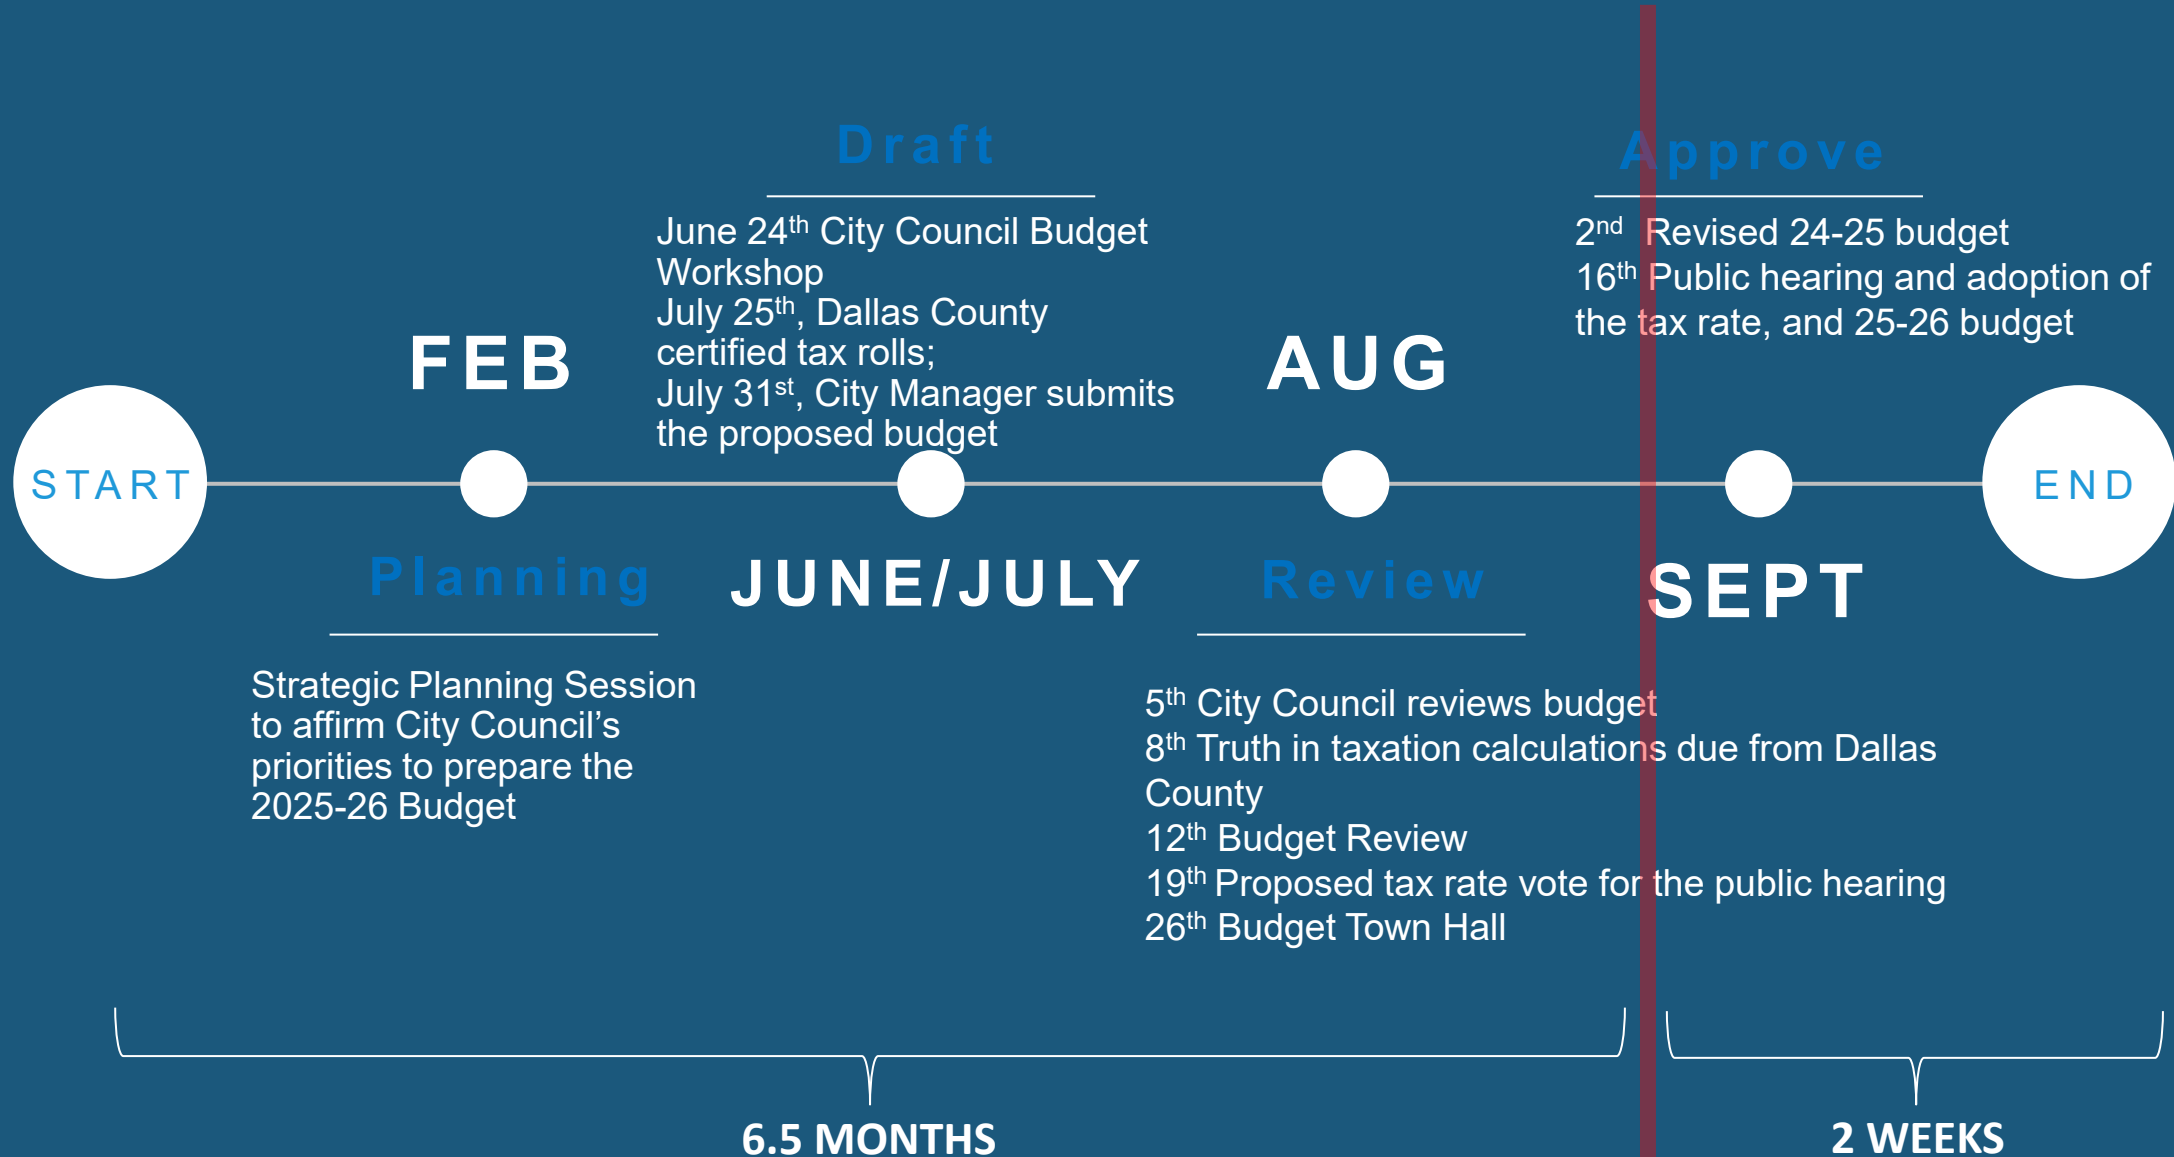 START
FEB
Planning
Strategic Planning Session
to affirm City Council’s
priorities to prepare the
2025-26 Budget
Draft
June 24th City Council Budget
Workshop
July 25th, Dallas County
certified tax rolls;
July 31st, City Manager submits
the proposed budget
JUNE/JULY
AUG
Review
5th City Council reviews budget
8th Truth in taxation calculations due from Dallas
County
12th Budget Review
19th Proposed tax rate vote for the public hearing
26th Budget Town Hall
Approve
2nd Revised 24-25 budget
16th Public hearing and adoption of
the tax rate, and 25-26 budget
SEPT
END
6.5 MONTHS
2 WEEKS